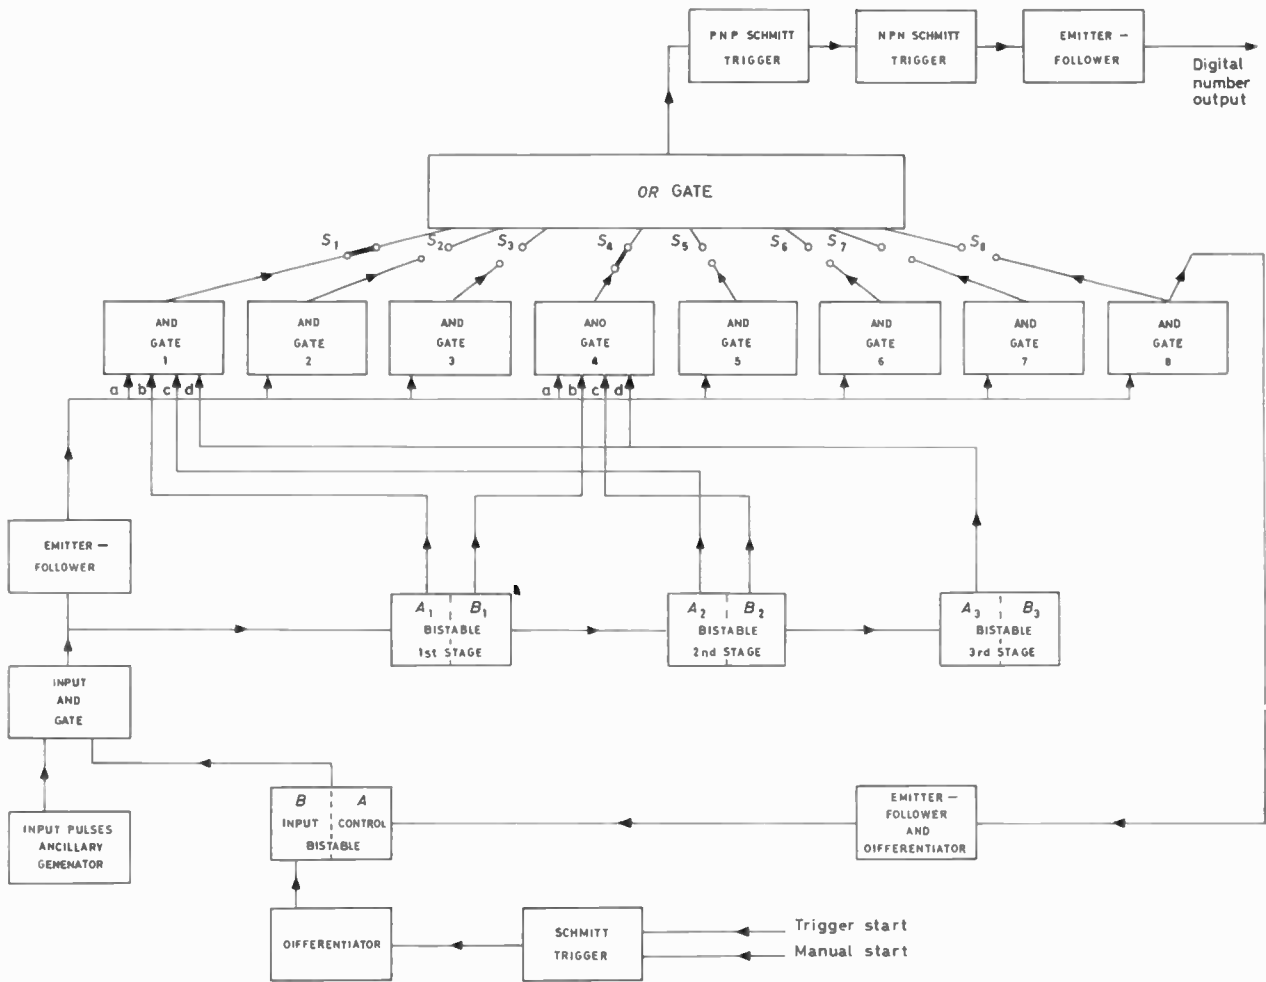 PNP SCHMITT
TRIGGER
NPN SCHMITT
TRIGGER
EMITTER —
FOLLOWER
Digital
number
output
OR GATE
S1
S2
S3
S4
S5
S6
S7
S8
AND
GATE
1
AND
GATE
2
AND
GATE
3
AND
GATE
4
AND
GATE
5
AND
GATE
6
AND
GATE
7
AND
GATE
8
a
b
c
d
a
b
c
d
EMITTER —
FOLLOWER
A1
B1
BISTABLE
1st STAGE
A2
B2
BISTABLE
2nd STAGE
A3
B3
BISTABLE
3rd STAGE
INPUT
AND
GATE
INPUT PULSES
ANCILLARY
GENENATOR
B
A
INPUT
CONTROL
BISTABLE
EMITTER —
FOLLOWER
AND
DIFFERENTIATOR
DIFFERENTIATOR
SCHMITT
TRIGGER
Trigger start
Manual start